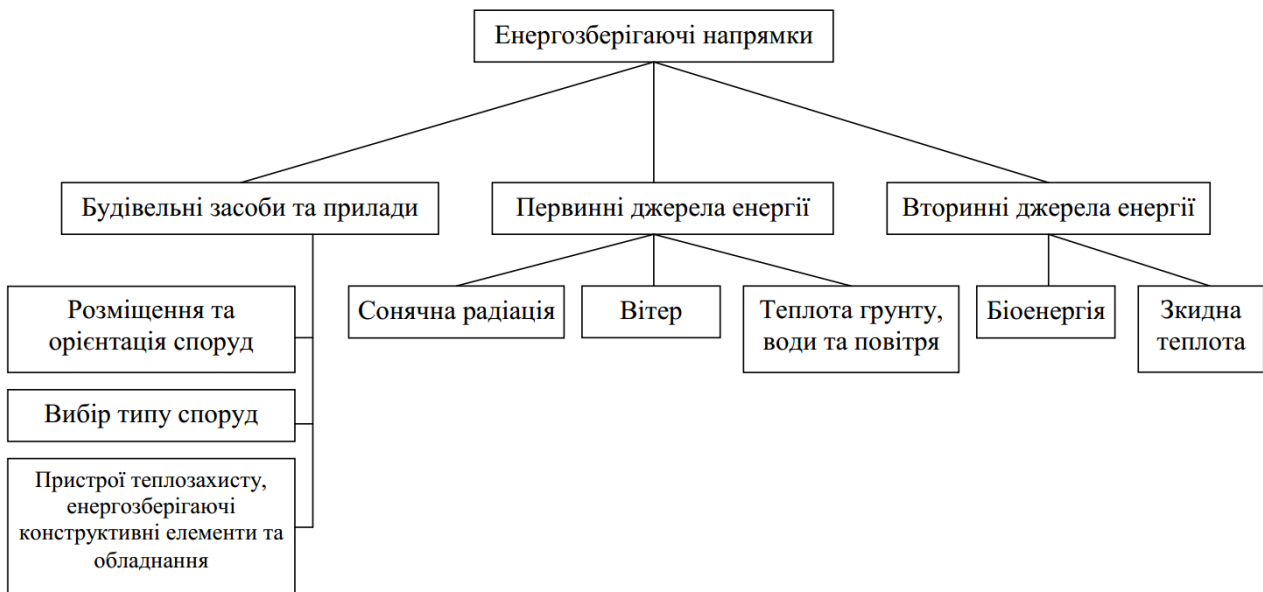 Енергозберігаючі напрямки
Будівельні засоби та прилади
Первинні джерела енергії
Вторинні джерела енергії
Розміщення та
орієнтація споруд
Вибір типу споруд
Пристрої теплозахисту,
енергозберігаючі
конструктивні елементи та
обладнання
Сонячна радіація
Вітер
Теплота грунту,
води та повітря
Біоенергія
Зкидна
теплота